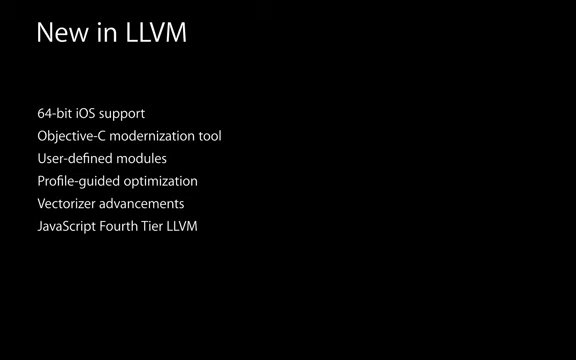 New in LLVM
64-bit iOS support
Objective-C modernization tool
User-defined modules
Profile-guided optimization
Vectorizer advancements
JavaScript Fourth Tier LLVM